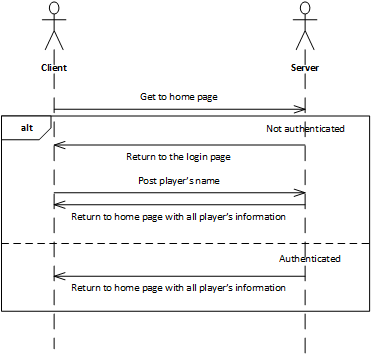 Client
Server
Get to home page
alt
Not authenticated
Return to the login page
Post player's name
Return to home page with all player's information
Authenticated
Return to home page with all player's information